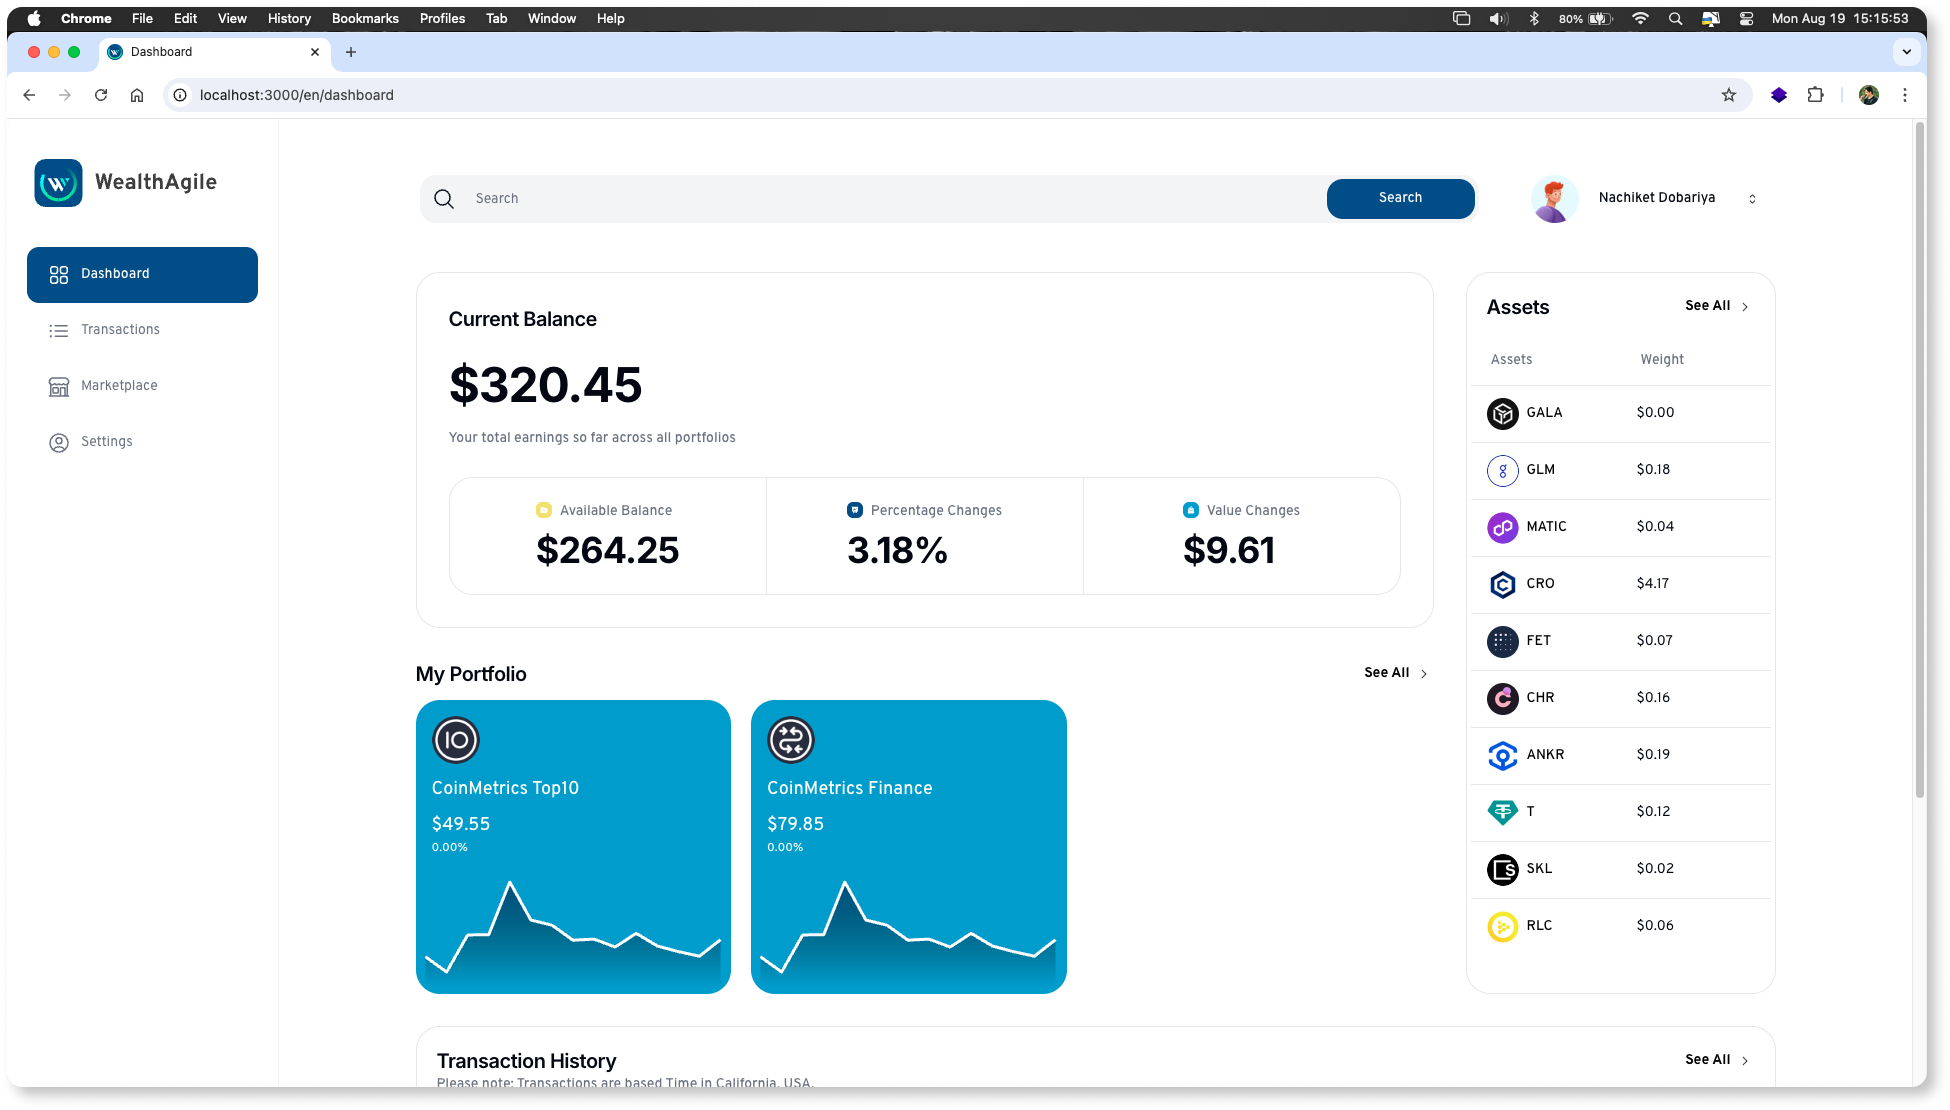 Chrome File Edit View History Bookmarks Profiles Tab Window Help 80% Mon Aug 19 15:15:53
Dashboard
localhost:3000/en/dashboard
WealthAgile
Dashboard
Transactions
Marketplace
Settings
Search Search
Nachiket Dobariya
Current Balance
$320.45
Your total earnings so far across all portfolios
Available Balance
$264.25
Percentage Changes
3.18%
Value Changes
$9.61
My Portfolio See All
CoinMetrics Top10
$49.55
0.00%
CoinMetrics Finance
$79.85
0.00%
Assets See All
Assets Weight
GALA $0.00
GLM $0.18
MATIC $0.04
CRO $4.17
FET $0.07
CHR $0.16
ANKR $0.19
T $0.12
SKL $0.02
RLC $0.06
Transaction History See All
Please note: Transactions are based Time in California, USA.